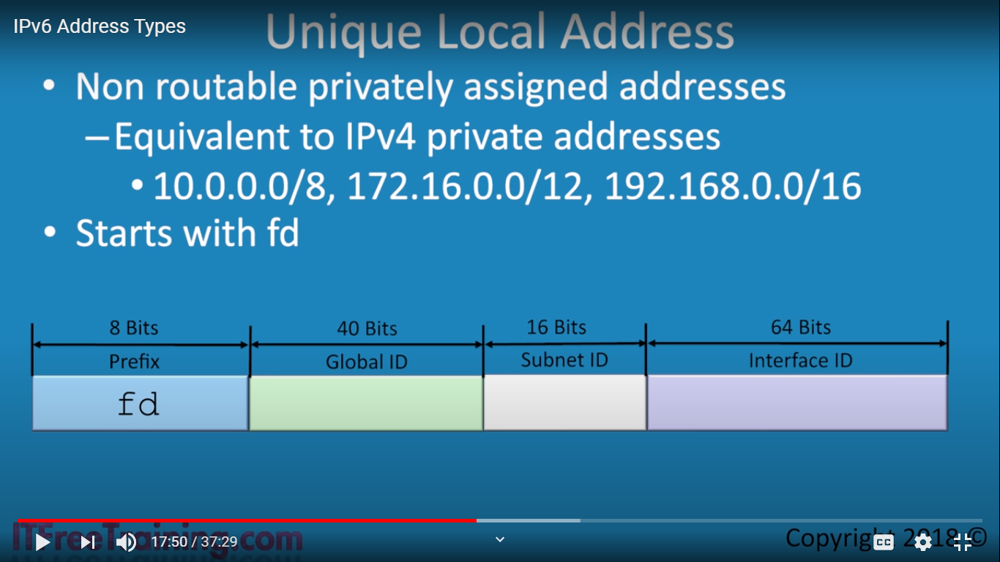 IPv6 Address Types
Unique Local Address
• Non routable privately assigned addresses
–Equivalent to IPv4 private addresses
• 10.0.0.0/8, 172.16.0.0/12, 192.168.0.0/16
• Starts with fd
8 Bits 40 Bits 16 Bits 64 Bits
Prefix Global ID Subnet ID Interface ID
fd
ITFreeTraining.com
17:50 / 37:29
CC
Copyright 2018 ©